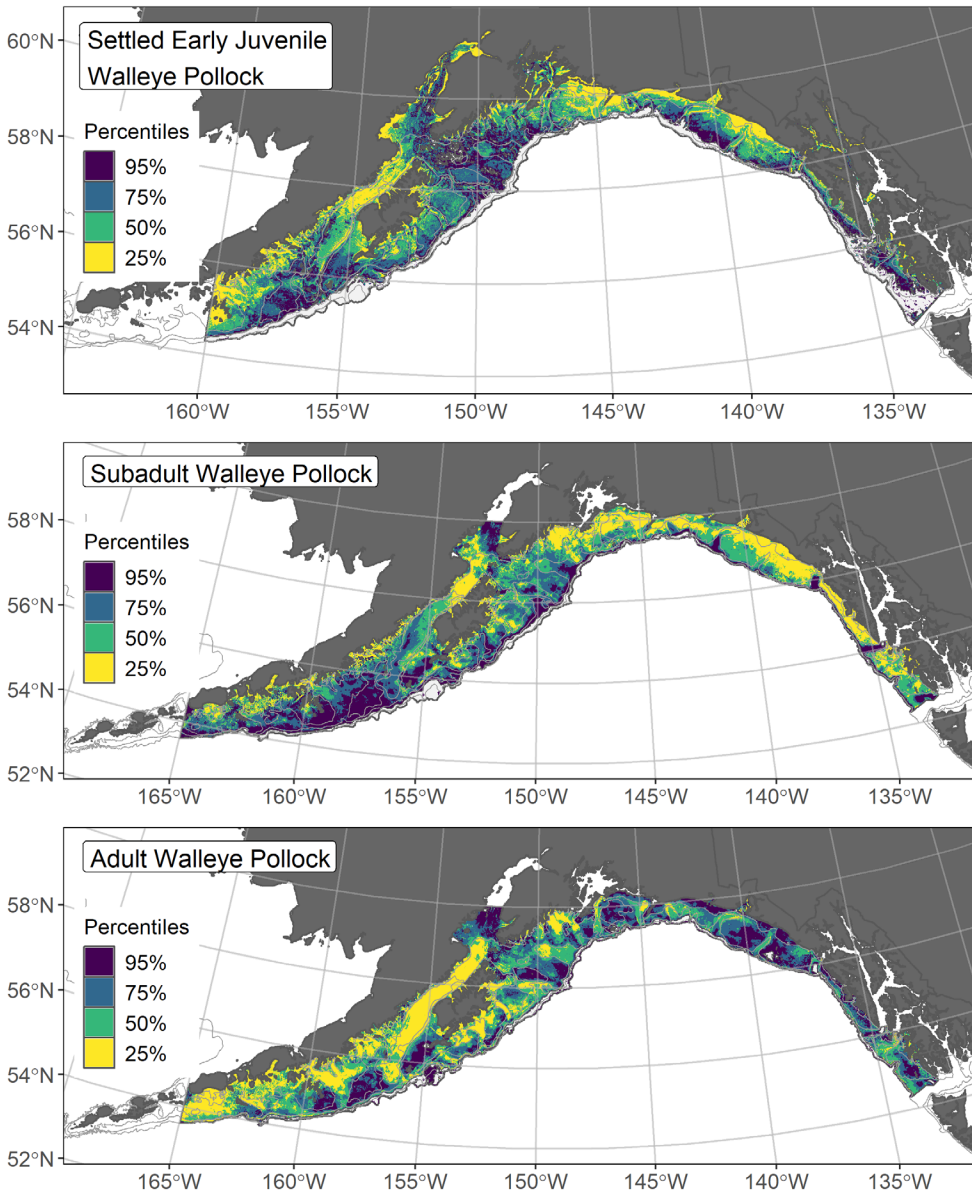 Settled Early Juvenile
Walleye Pollock
Percentiles
95%
75%
50%
25%
60°N
58°N
56°N
54°N
160°W 155°W 150°W 145°W 140°W 135°W
Subadult Walleye Pollock
Percentiles
95%
75%
50%
25%
58°N
56°N
54°N
52°N
165°W 160°W 155°W 150°W 145°W 140°W 135°W
Adult Walleye Pollock
Percentiles
95%
75%
50%
25%
58°N
56°N
54°N
52°N
165°W 160°W 155°W 150°W 145°W 140°W 135°W